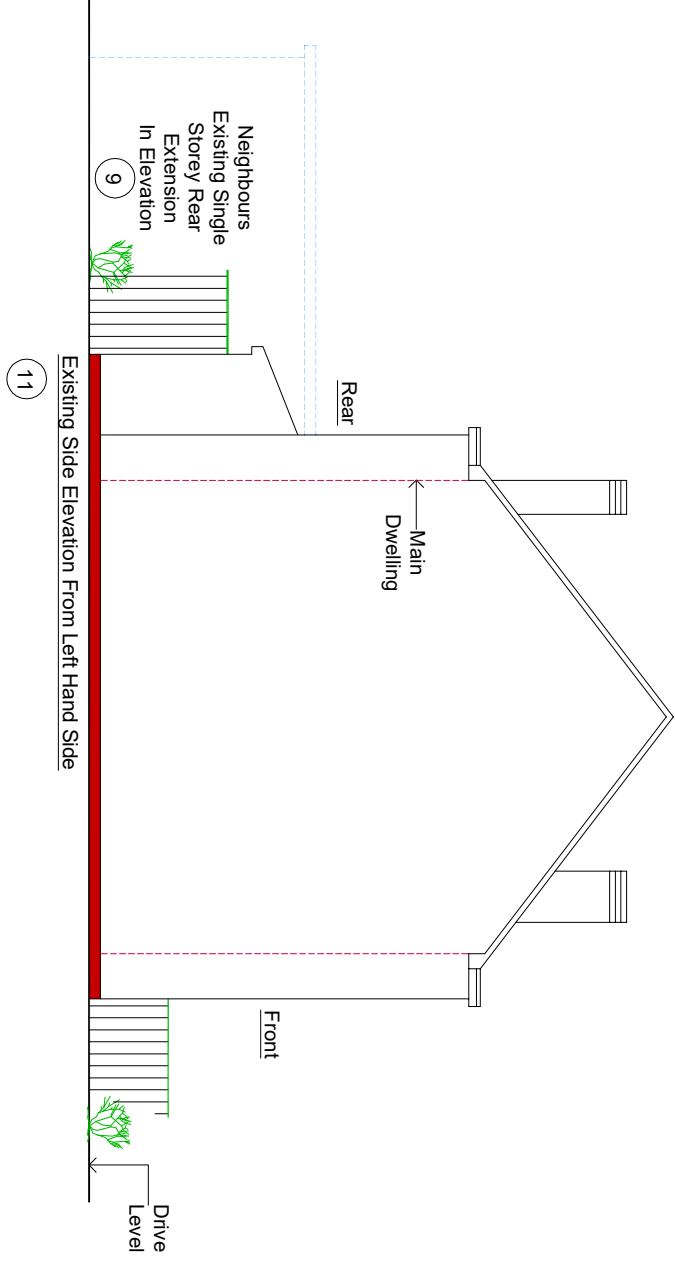 Neighbours
Existing Single
Storey Rear
Extension
In Elevation
9
Rear
Main
Dwelling
Front
Drive
Level
Existing Side Elevation From Left Hand Side
11